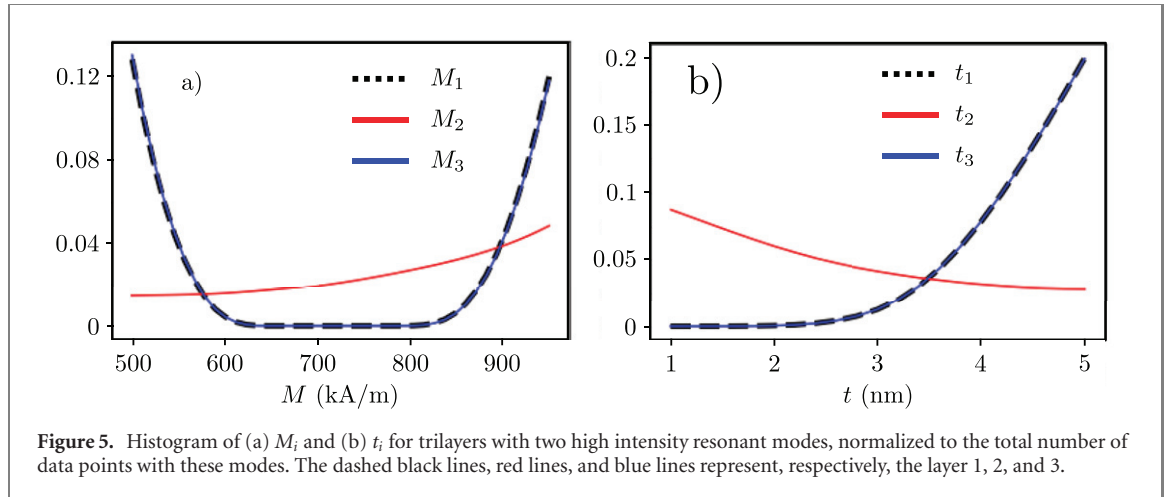 a)
M₁
M₂
M₃
0.12
0.08
0.04
0
500 600 700 800 900
M (kA/m)
b)
t₁
t₂
t₃
0.2
0.15
0.1
0.05
0
1 2 3 4 5
t (nm)
Figure 5. Histogram of (a) Mᵢ and (b) tᵢ for trilayers with two high intensity resonant modes, normalized to the total number of
data points with these modes. The dashed black lines, red lines, and blue lines represent, respectively, the layer 1, 2, and 3.